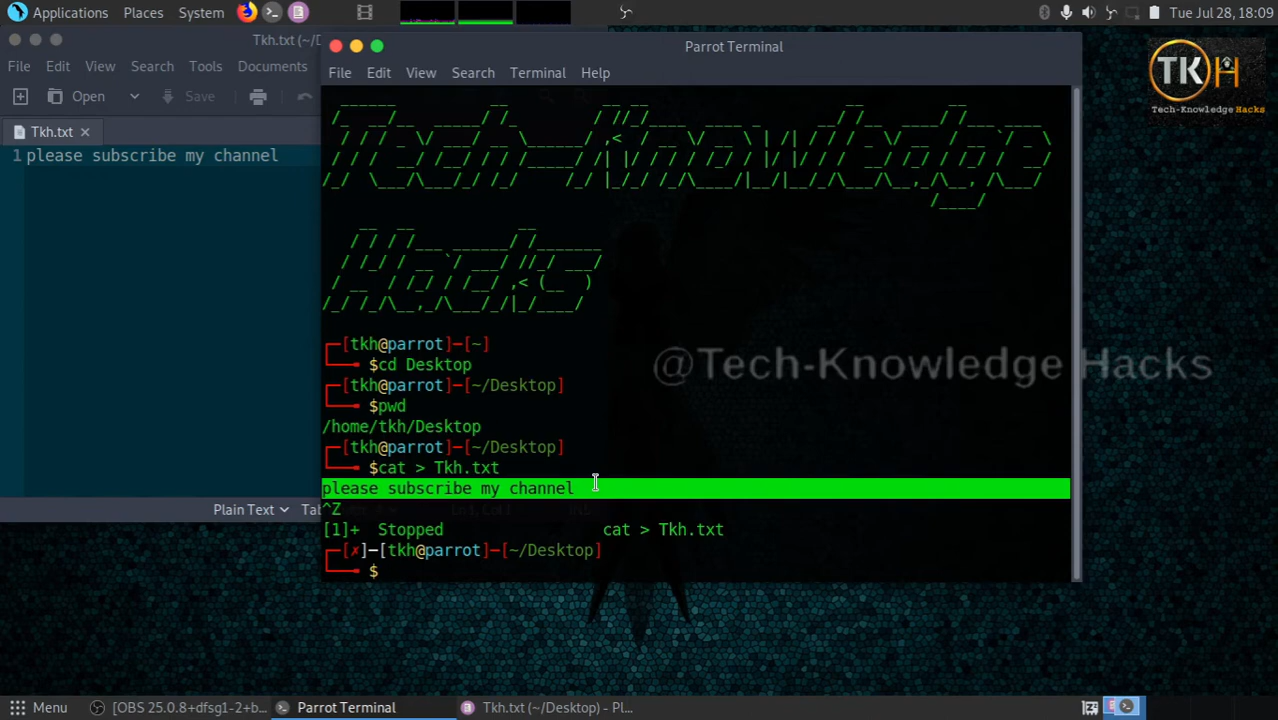 Applications Places System Tue Jul 28, 18:09
Tkh.txt (~/D
File Edit View Search Tools Documents
Open Save
Tkh.txt
1 please subscribe my channel
Plain Text
Parrot Terminal
File Edit View Search Terminal Help
Tech-Knowledge
Hacks
┌─[tkh@parrot]─[~]
└──╼ $cd Desktop
┌─[tkh@parrot]─[~/Desktop]
└──╼ $pwd
/home/tkh/Desktop
┌─[tkh@parrot]─[~/Desktop]
└──╼ $cat > Tkh.txt
please subscribe my channel
^Z
[1]+ Stopped cat > Tkh.txt
┌─[✗]─[tkh@parrot]─[~/Desktop]
└──╼ $
@Tech-Knowledge Hacks
TKH
Tech-Knowledge Hacks
Menu [OBS 25.0.8+dfsg1-2+b... Parrot Terminal Tkh.txt (~/Desktop) - Pl...